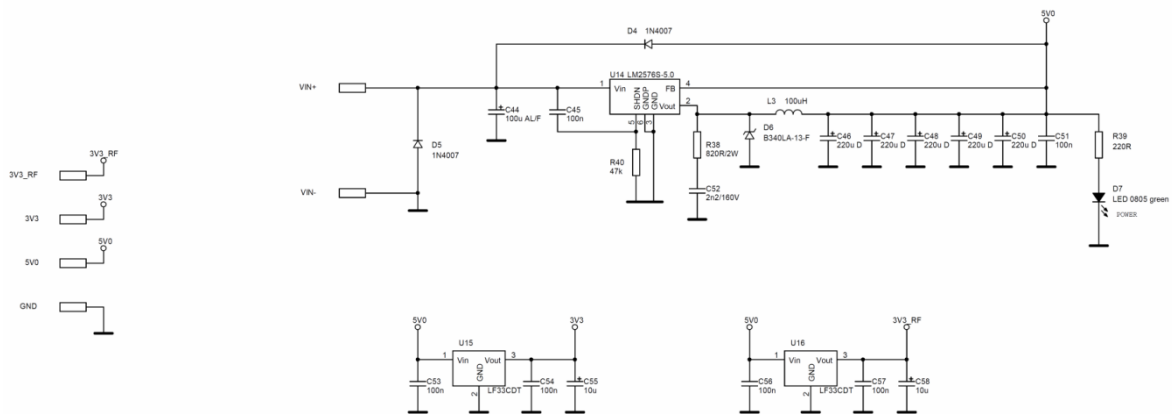 5V0
D4 1N4007
U14 LM2576S-5.0
VIN+
1
Vin
FB
4
SHDN
GNDP
GND
Vout
2
5
6
3
C44
100u AL/F
C45
100n
L3 100uH
D6
B340LA-13-F
R38
820R/2W
C46
220u D
C47
220u D
C48
220u D
C49
220u D
C50
220u D
C51
100n
R39
220R
D5
1N4007
R40
47k
C52
2n2/160V
VIN-
D7
LED 0805 green
POWER
3V3_RF
3V3_RF
3V3
3V3
5V0
5V0
GND
5V0
3V3
U15
1
Vin
Vout
3
GND
2
LF33CDT
C53
100n
C54
100n
C55
10u
5V0
3V3_RF
U16
1
Vin
Vout
3
GND
2
LF33CDT
C56
100n
C57
100n
C58
10u